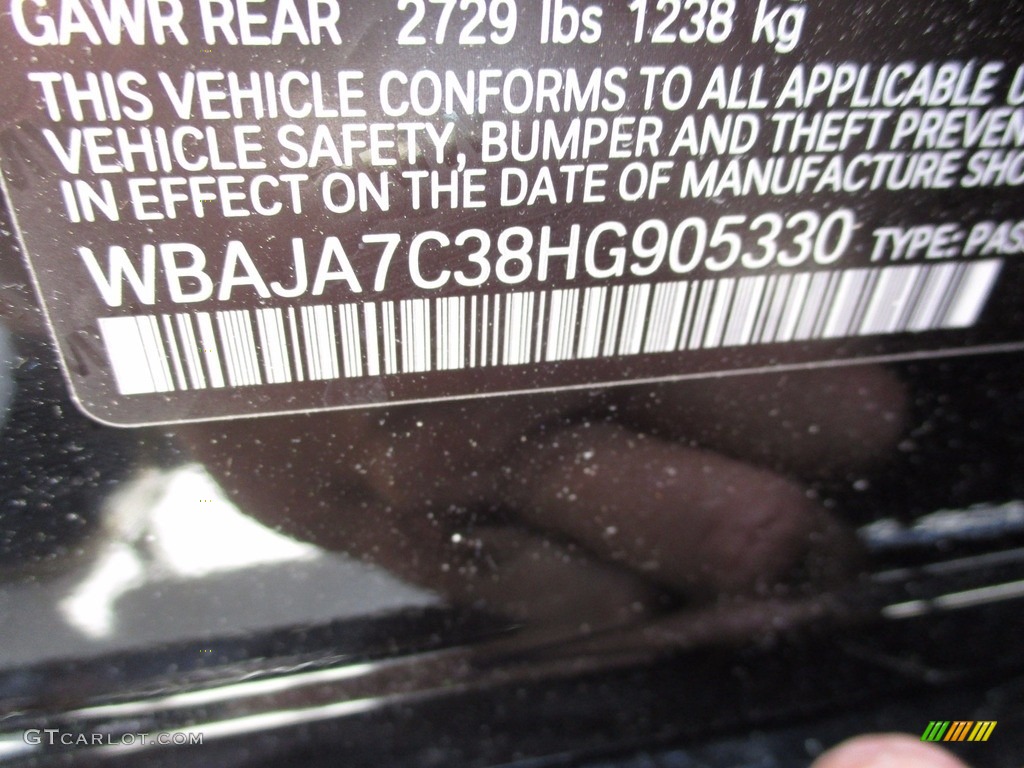 GAWR REAR 2729 lbs 1238 kg
THIS VEHICLE CONFORMS TO ALL APPLICABLE
VEHICLE SAFETY, BUMPER AND THEFT PREVEN
IN EFFECT ON THE DATE OF MANUFACTURE SHO
WBAJA7C38HG905330 TYPE: PAS
GTCARLOT.COM